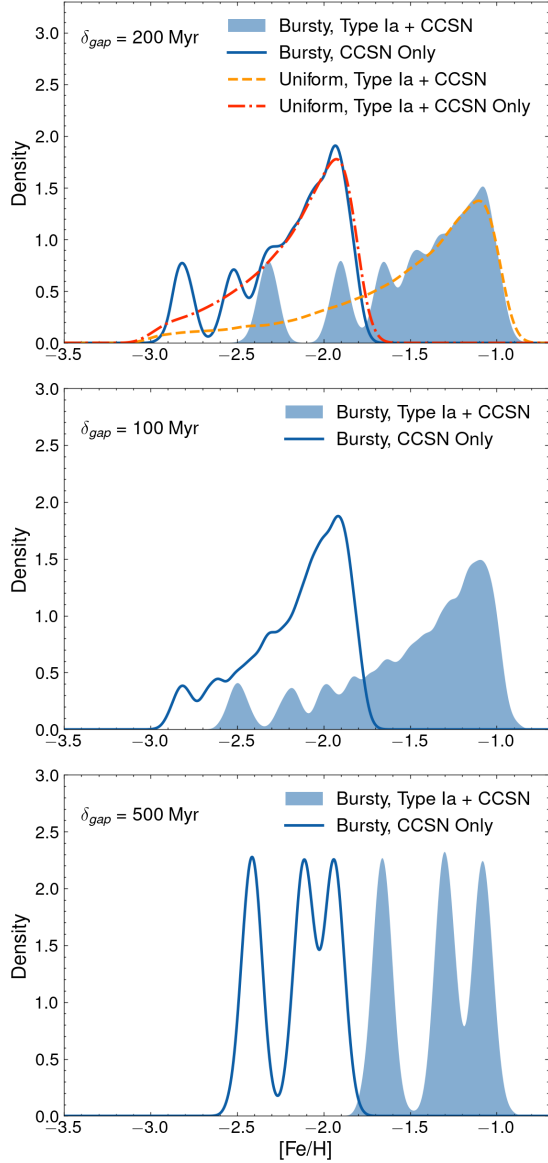 3.0
δgap = 200 Myr
Bursty, Type Ia + CCSN
Bursty, CCSN Only
Uniform, Type Ia + CCSN
Uniform, Type Ia + CCSN Only
2.5
2.0
1.5
1.0
0.5
0.0
Density
−3.5 −3.0 −2.5 −2.0 −1.5 −1.0
3.0
δgap = 100 Myr
Bursty, Type Ia + CCSN
Bursty, CCSN Only
2.5
2.0
1.5
1.0
0.5
0.0
Density
−3.5 −3.0 −2.5 −2.0 −1.5 −1.0
3.0
δgap = 500 Myr
Bursty, Type Ia + CCSN
Bursty, CCSN Only
2.5
2.0
1.5
1.0
0.5
0.0
Density
−3.5 −3.0 −2.5 −2.0 −1.5 −1.0
[Fe/H]